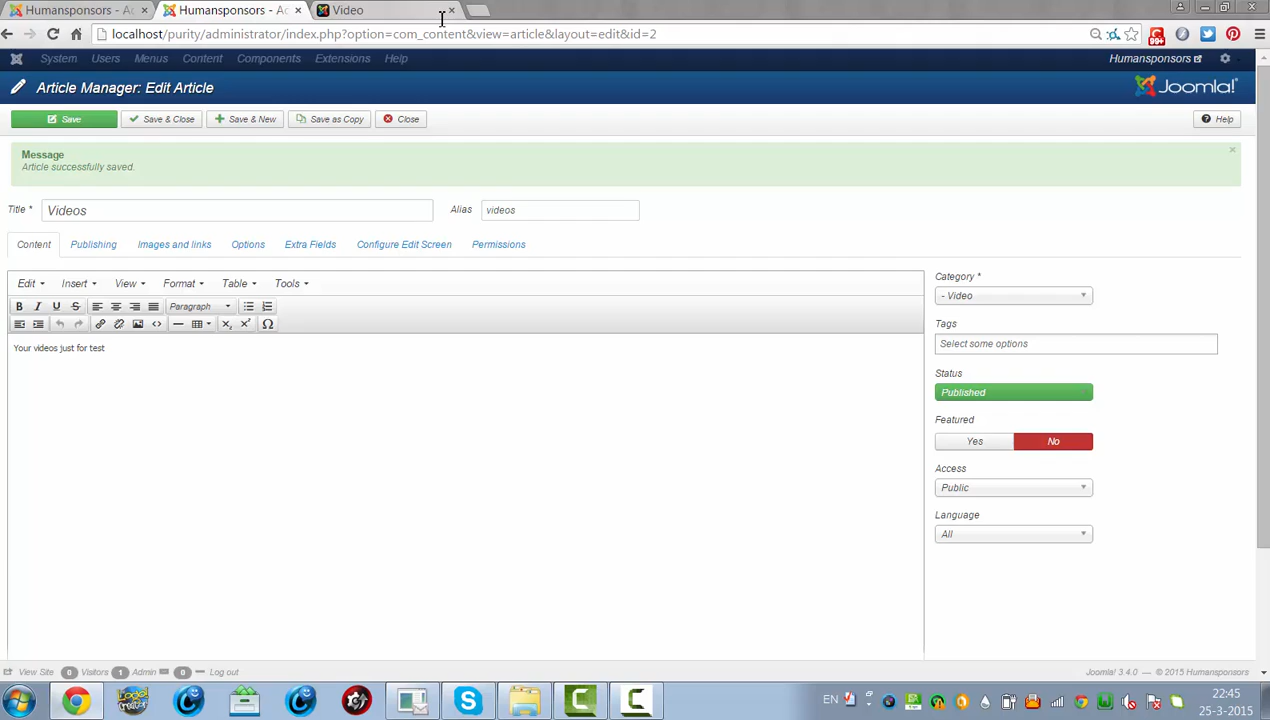 Humansponsors - Ac
Humansponsors - Ac
Video
localhost/purity/administrator/index.php?option=com_content&view=article&layout=edit&id=2
99+
System Users Menus Content Components Extensions Help
Humansponsors
Article Manager: Edit Article
Joomla!
Save
Save & Close
Save & New
Save as Copy
Close
Help
Message
Article successfully saved.
Title * Videos
Alias videos
Content Publishing Images and links Options Extra Fields Configure Edit Screen Permissions
Edit Insert View Format Table Tools
B I U S Paragraph
Your videos just for test
Category *
- Video
Tags
Select some options
Status
Published
Featured
Yes No
Access
Public
Language
All
View Site 0 Visitors 1 Admin 0 Log out
Joomla! 3.4.0 — © 2015 Humansponsors
EN
22:45
25-3-2015